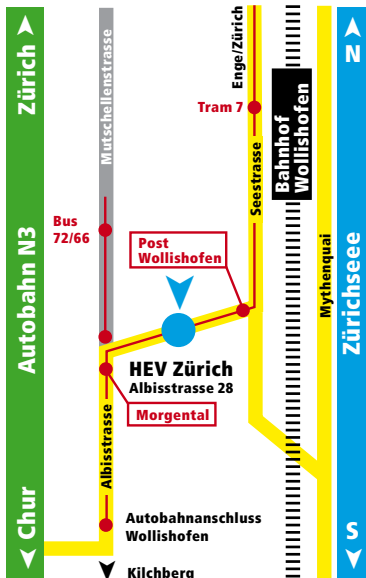 Zürich
Autobahn N3
Chur
Mutschellenstrasse
Enge/Zürich
Tram 7
Seestrasse
Bahnhof
Wollishofen
N
Zürichseee
S
Mythenquai
Bus
72/66
Post
Wollishofen
HEV Zürich
Albisstrasse 28
Morgental
Albisstrasse
Autobahnanschluss
Wollishofen
Kilchberg